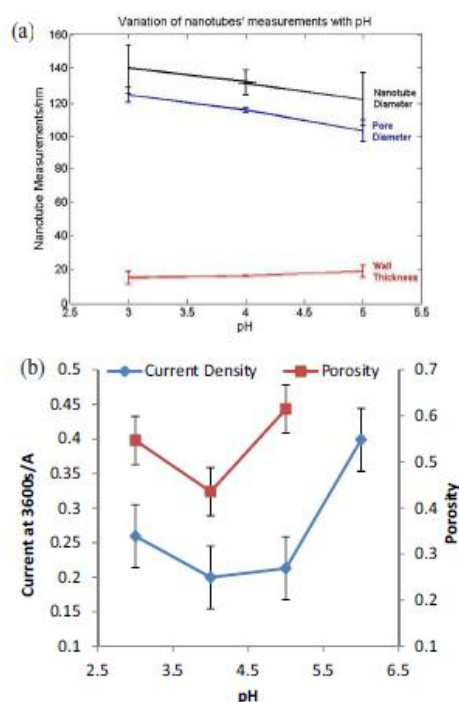 (a)
Variation of nanotubes' measurements with pH
Nanotube Measurements/nm
160
140
120
100
80
60
40
20
0
Nanotube
Diameter
Pore
Diameter
Wall
Thickness
2.5 3 3.5 4 4.5 5 5.5
pH
(b)
Current Density Porosity
Current at 3600s/A
0.5
0.45
0.4
0.35
0.3
0.25
0.2
0.15
0.1
0.7
0.6
0.5
0.4
0.3
0.2
0.1
Porosity
2.5 3.5 4.5 5.5 6.5
pH